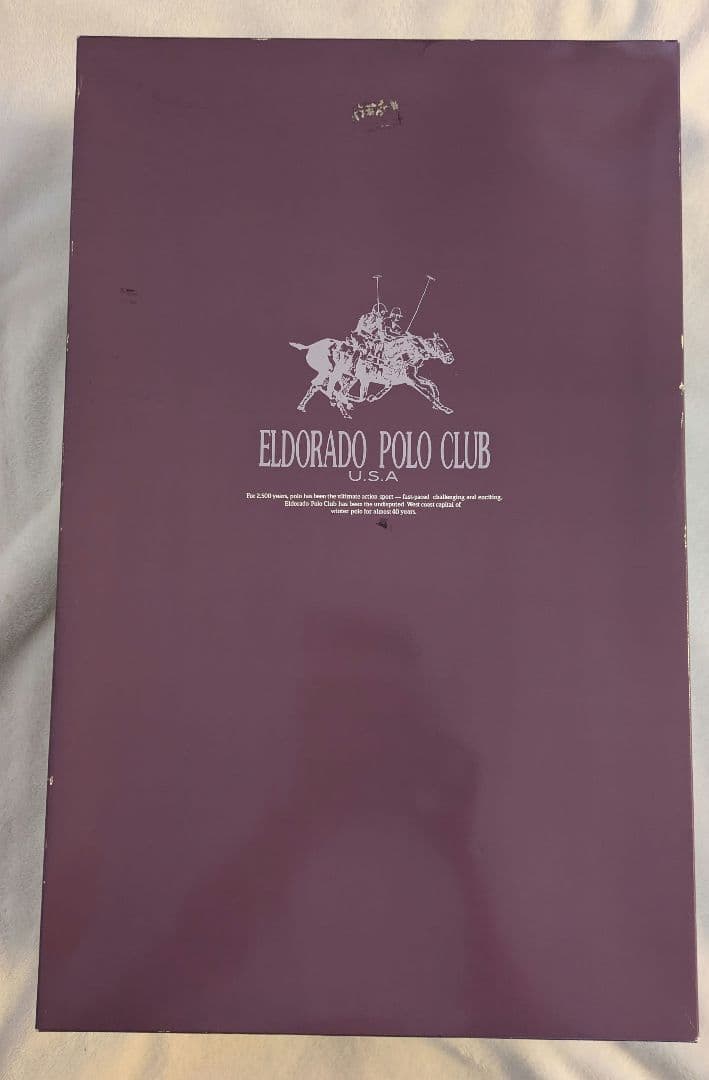 ELDORADO POLO CLUB
U.S.A
For 2,500 years, polo has been the ultimate action sport — fast-paced challenging and exciting.
Eldorado Polo Club has been the undisputed West coast capital of
winter polo for almost 40 years.